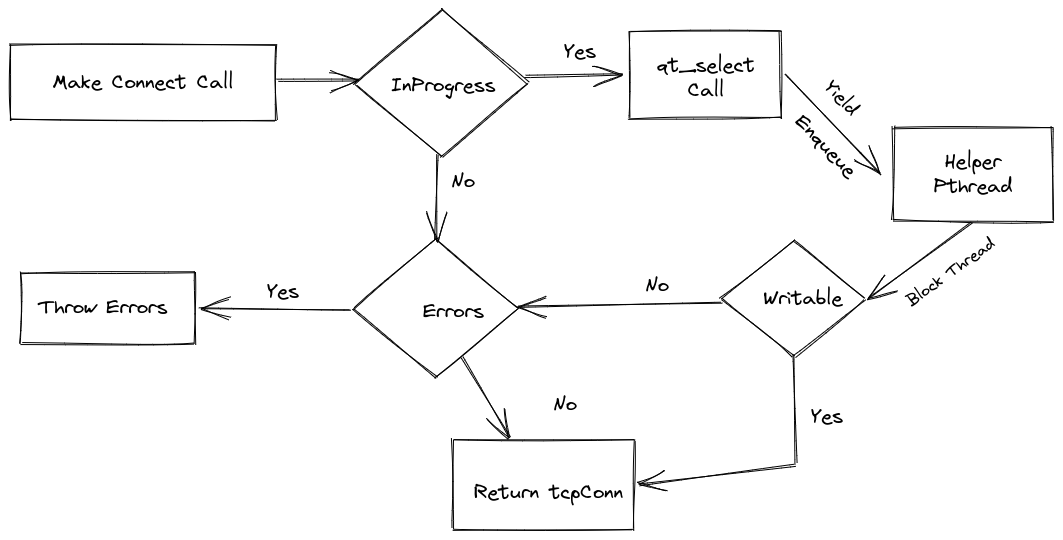 Make Connect Call
InProgress
Yes
qt_select
Call
Yield
Enqueue
Helper
Pthread
No
Block Thread
Throw Errors
Yes
Errors
No
Writable
No
Yes
Return tcpConn